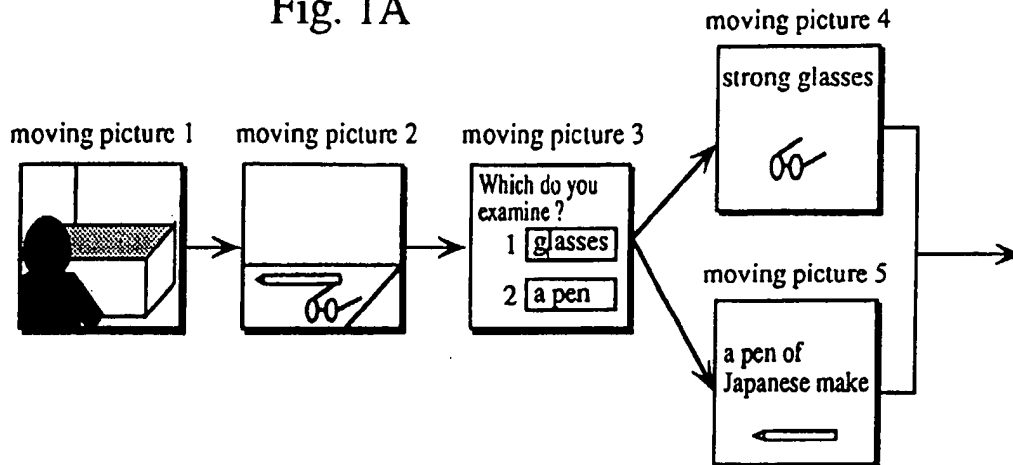 Fig. 1A
moving picture 1
moving picture 2
moving picture 3
Which do you
examine ?
1 glasses
2 a pen
moving picture 4
strong glasses
moving picture 5
a pen of
Japanese make